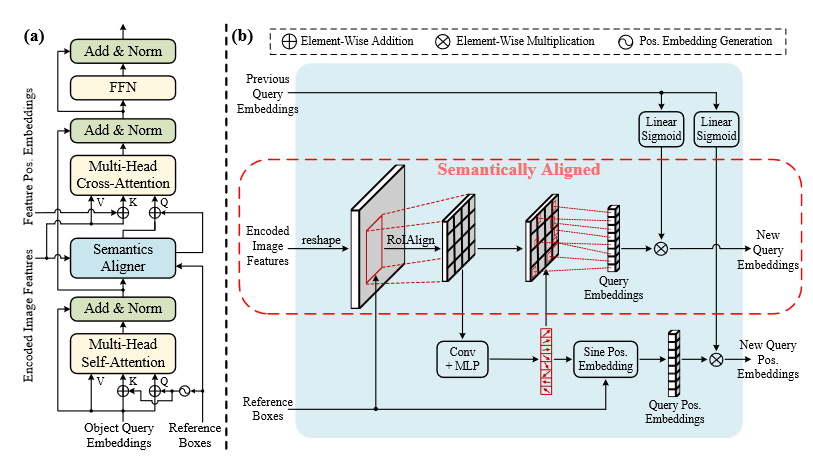 (a)
Add & Norm
FFN
Add & Norm
Multi-Head
Cross-Attention
V
K
Q
Semantics
Aligner
Add & Norm
Multi-Head
Self-Attention
V
K
Q
Object Query
Embeddings
Reference
Boxes
Feature Pos. Embeddings
Encoded Image Features
(b)
Element-Wise Addition
Element-Wise Multiplication
Pos. Embedding Generation
Previous
Query
Embeddings
Linear
Sigmoid
Linear
Sigmoid
Semantically Aligned
Encoded
Image
Features
reshape
RoIAlign
Query
Embeddings
New
Query
Embeddings
Conv
+ MLP
Sine Pos.
Embedding
Query Pos.
Embeddings
New Query
Pos.
Embeddings
Reference
Boxes